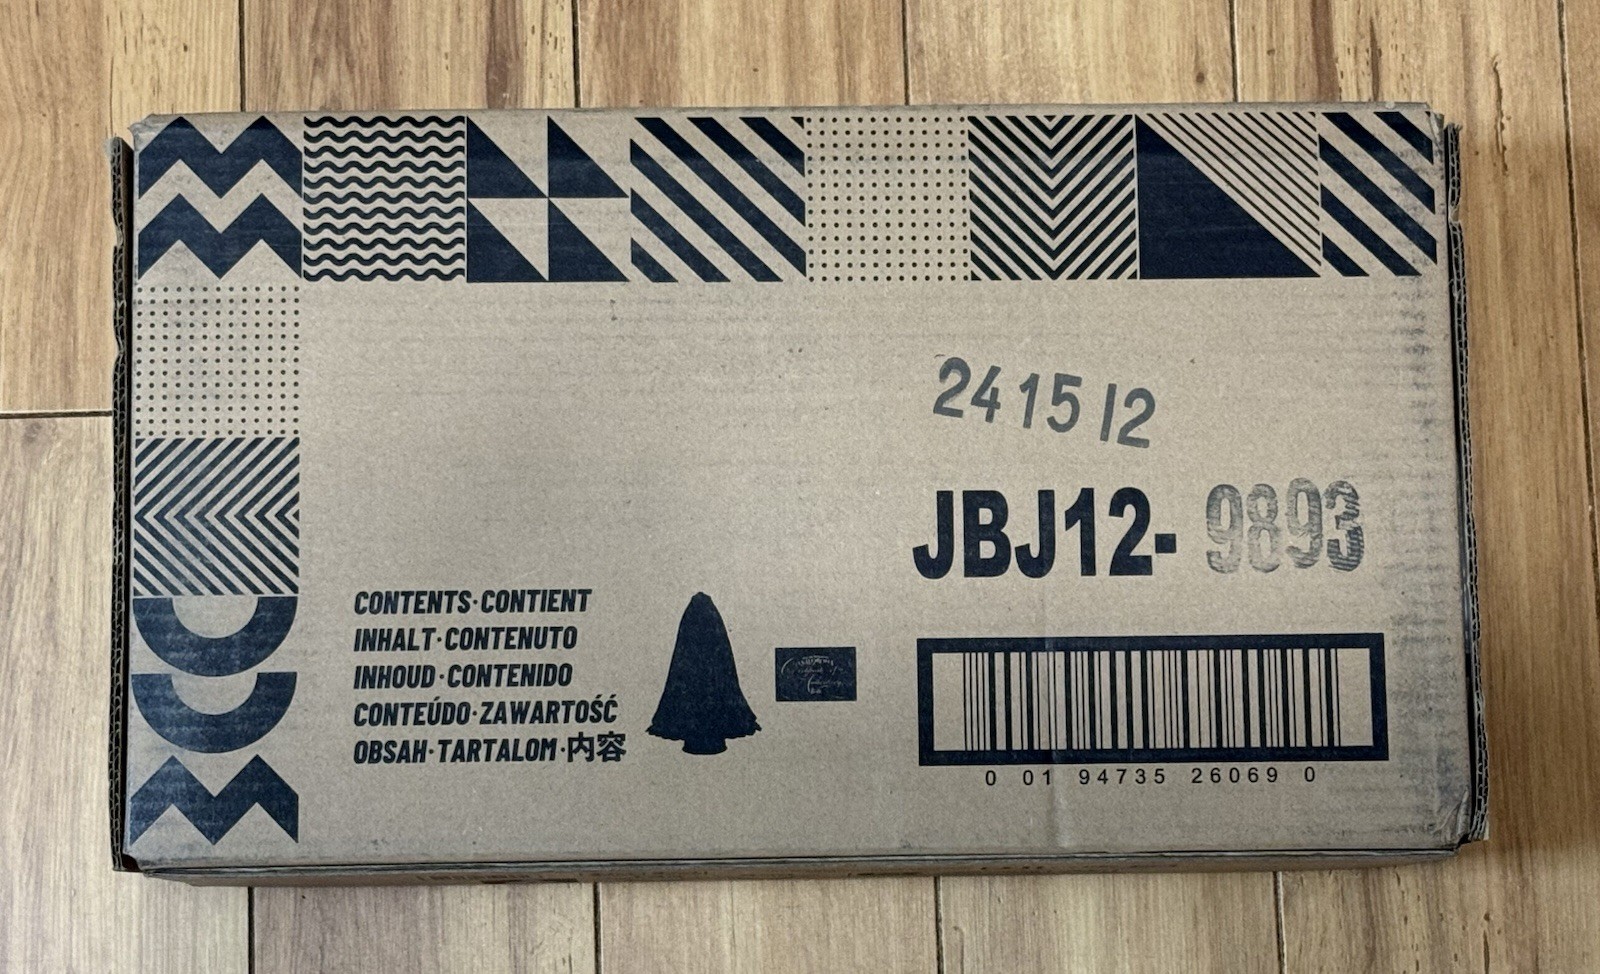 24 15 12
JBJ12- 9893
CONTENTS·CONTIENT
INHALT·CONTENUTO
INHOUD·CONTENIDO
CONTEÚDO·ZAWARTOŚĆ
OBSAH·TARTALOM·内容
0 01 94735 26069 0